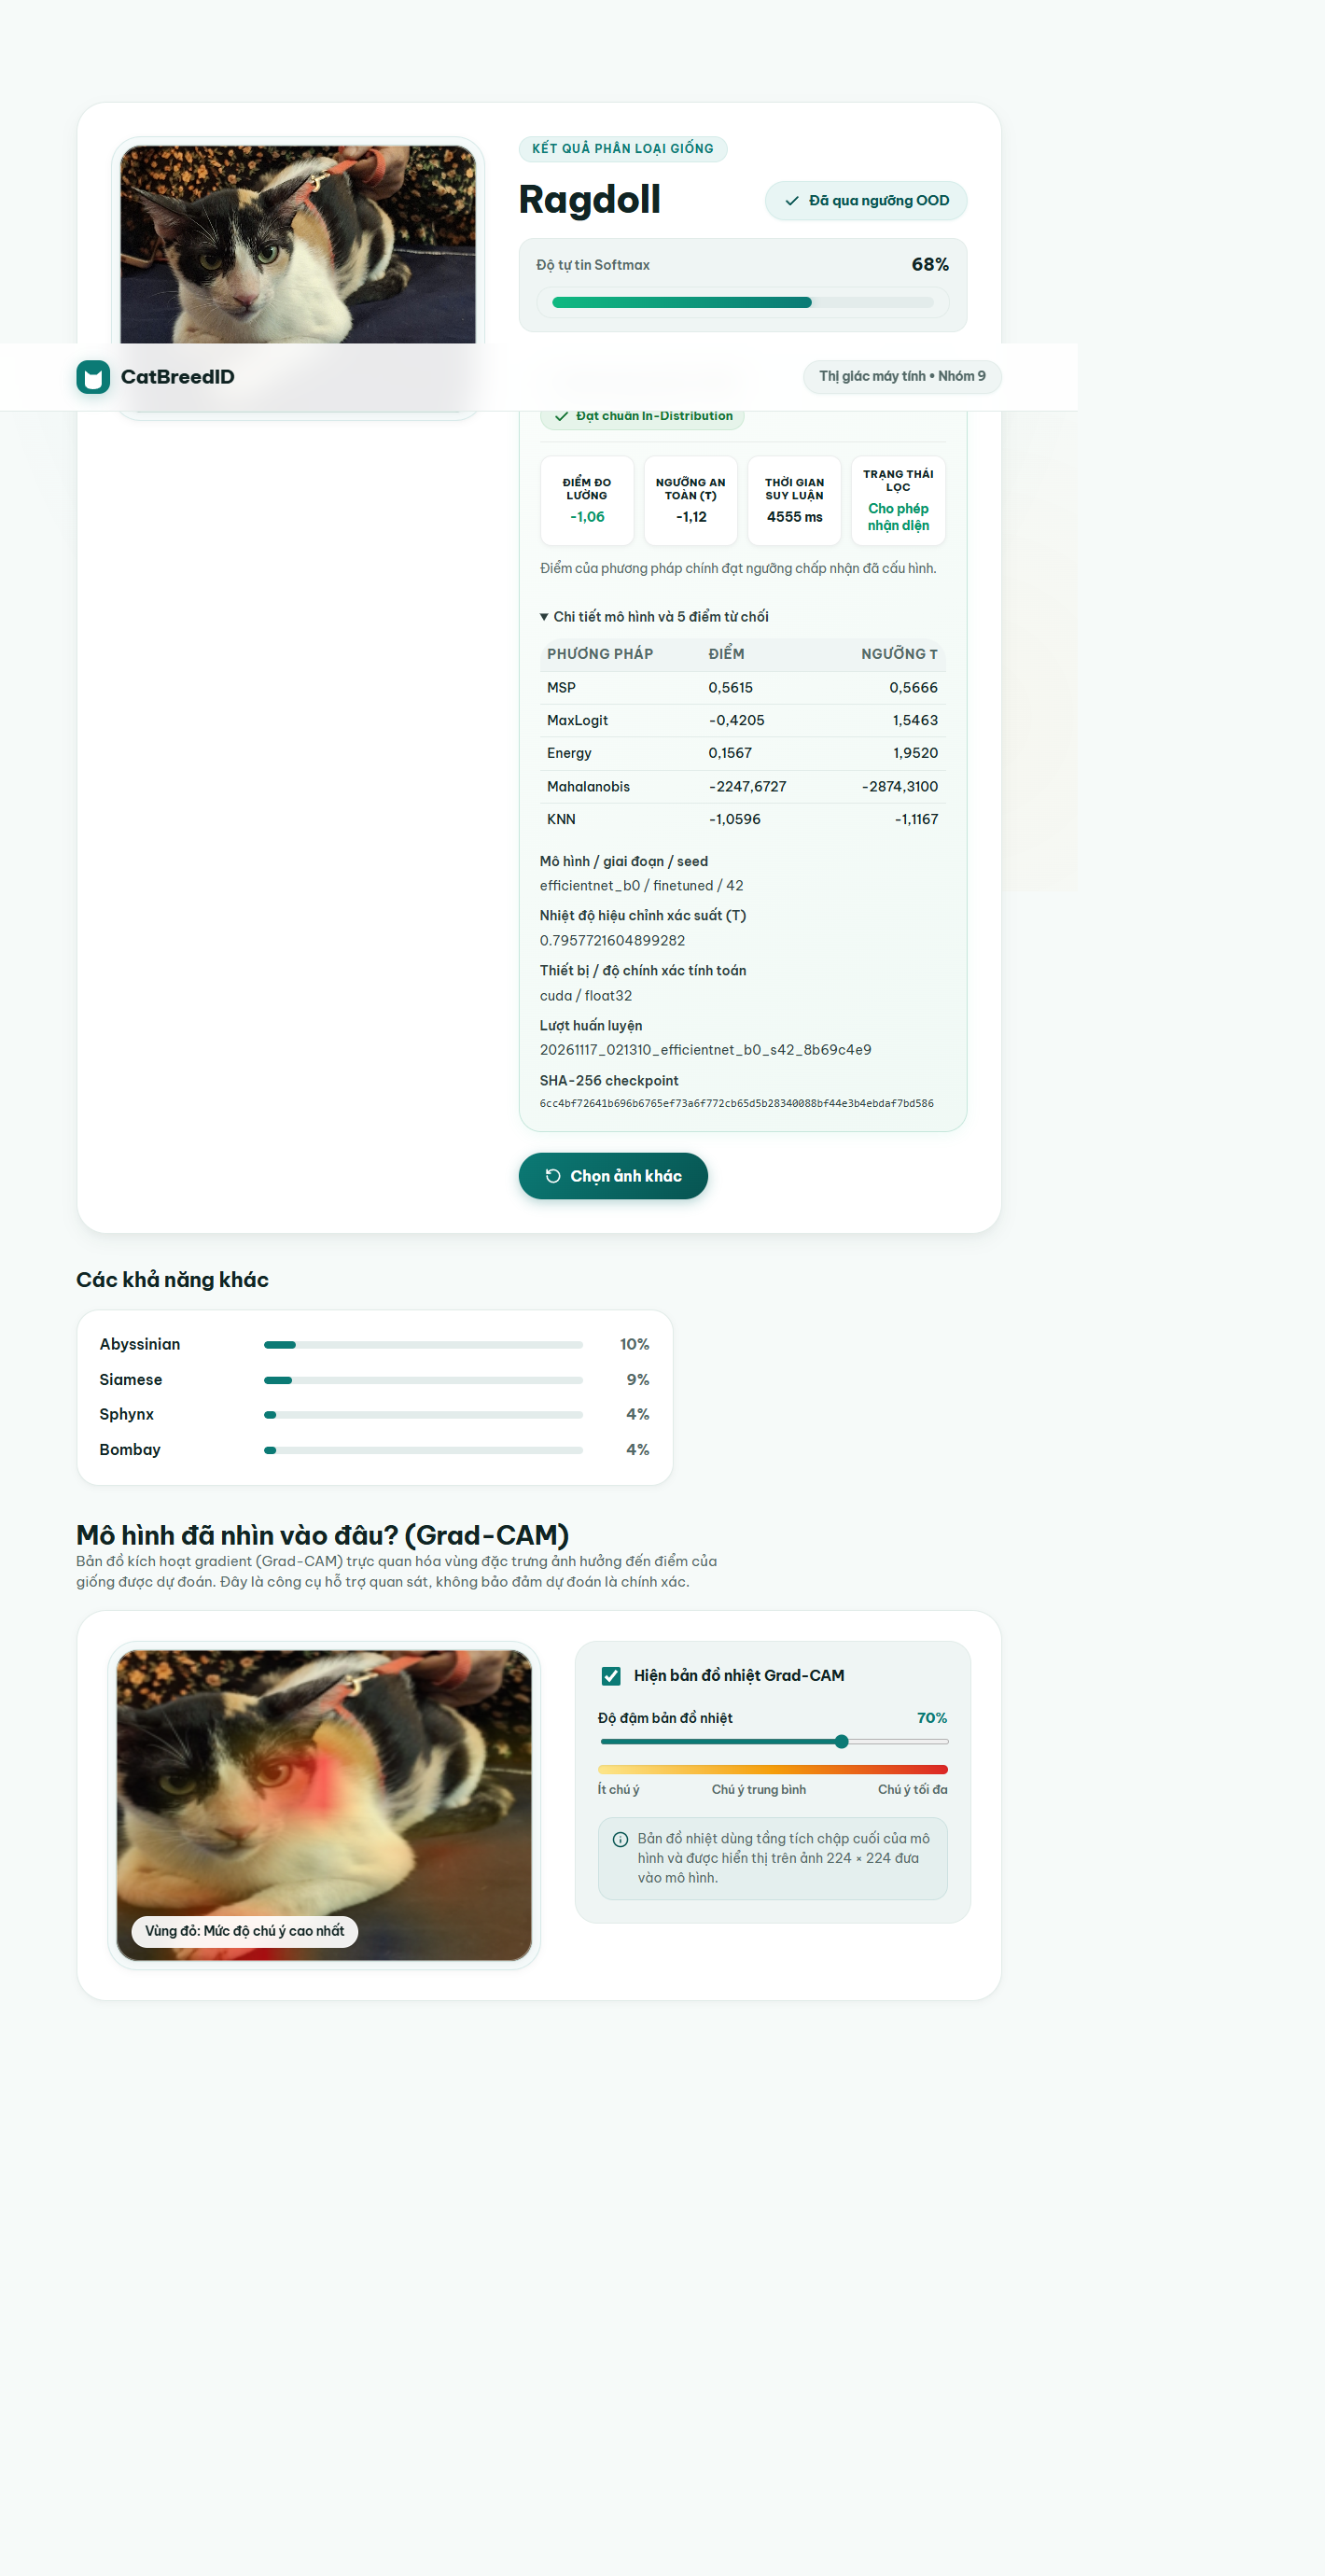 KẾT QUẢ PHÂN LOẠI GIỐNG
Ragdoll
Đã qua ngưỡng OOD
Độ tự tin Softmax
68%
CatBreedID
Thị giác máy tính • Nhóm 9
Đạt chuẩn In-Distribution
ĐIỂM ĐO
LƯỜNG
-1,06
NGƯỠNG AN
TOÀN (T)
-1,12
THỜI GIAN
SUY LUẬN
4555 ms
TRẠNG THÁI
LỌC
Cho phép
nhận diện
Điểm của phương pháp chính đạt ngưỡng chấp nhận đã cấu hình.
▼ Chi tiết mô hình và 5 điểm từ chối
PHƯƠNG PHÁP ĐIỂM NGƯỠNG T
MSP 0,5615 0,5666
MaxLogit -0,4205 1,5463
Energy 0,1567 1,9520
Mahalanobis -2247,6727 -2874,3100
KNN -1,0596 -1,1167
Mô hình / giai đoạn / seed
efficientnet_b0 / finetuned / 42
Nhiệt độ hiệu chỉnh xác suất (T)
0.7957721604899282
Thiết bị / độ chính xác tính toán
cuda / float32
Lượt huấn luyện
20261117_021310_efficientnet_b0_s42_8b69c4e9
SHA-256 checkpoint
6cc4bf72641b696b6765ef73a6f772cb65d5b28340088bf44e3b4ebdaf7bd586
Chọn ảnh khác
Các khả năng khác
Abyssinian 10%
Siamese 9%
Sphynx 4%
Bombay 4%
Mô hình đã nhìn vào đâu? (Grad-CAM)
Bản đồ kích hoạt gradient (Grad-CAM) trực quan hóa vùng đặc trưng ảnh hưởng đến điểm của
giống được dự đoán. Đây là công cụ hỗ trợ quan sát, không bảo đảm dự đoán là chính xác.
Hiện bản đồ nhiệt Grad-CAM
Độ đậm bản đồ nhiệt 70%
Ít chú ý Chú ý trung bình Chú ý tối đa
Bản đồ nhiệt dùng tầng tích chập cuối của mô
hình và được hiển thị trên ảnh 224 × 224 đưa
vào mô hình.
Vùng đỏ: Mức độ chú ý cao nhất